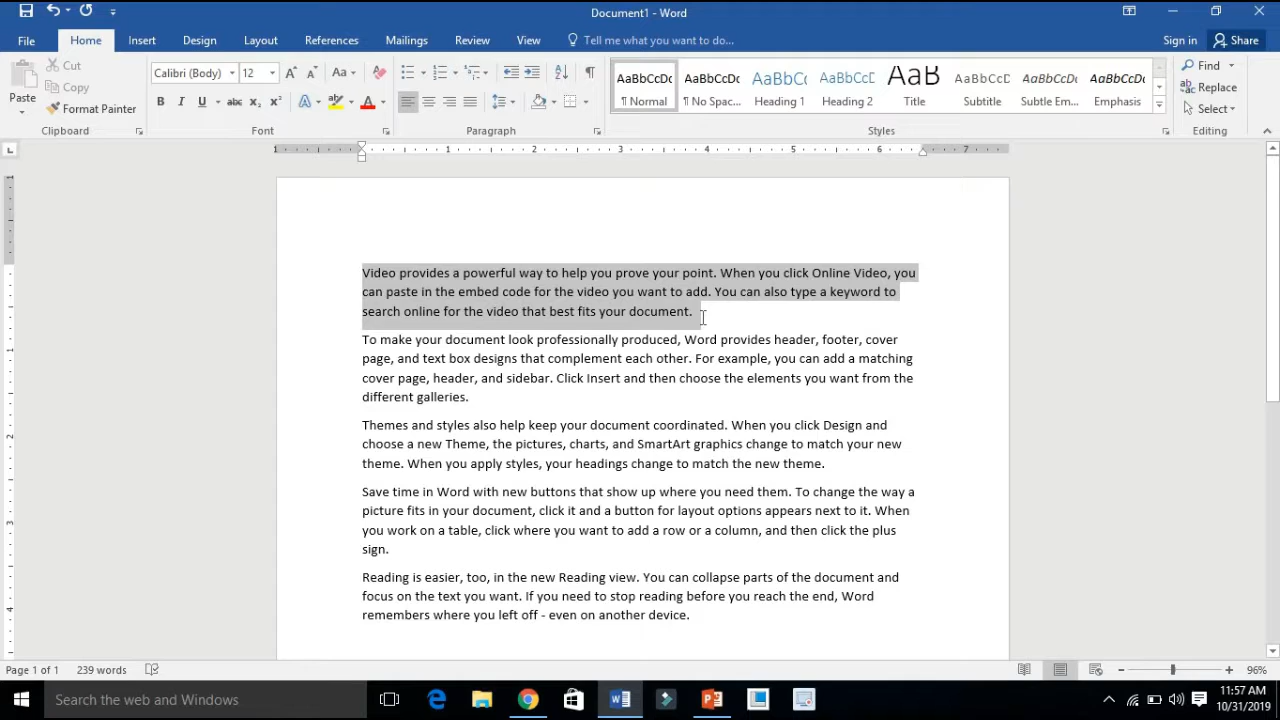 Document1 - Word
File Home Insert Design Layout References Mailings Review View Tell me what you want to do... Sign in Share
Paste Cut Copy Format Painter Clipboard
Calibri (Body) 12 Aa B I U abc x2 x2 A A Font
Paragraph
AaBbCcDc ¶ Normal AaBbCcDc ¶ No Spac... AaBbCc Heading 1 AaBbCcC Heading 2 AaB Title AaBbCcD Subtitle AaBbCcDc Subtle Em... AaBbCcDc Emphasis Styles
Find Replace Select Editing
1 1 2 3 4 5 6 7
Video provides a powerful way to help you prove your point. When you click Online Video, you
can paste in the embed code for the video you want to add. You can also type a keyword to
search online for the video that best fits your document.
To make your document look professionally produced, Word provides header, footer, cover
page, and text box designs that complement each other. For example, you can add a matching
cover page, header, and sidebar. Click Insert and then choose the elements you want from the
different galleries.
Themes and styles also help keep your document coordinated. When you click Design and
choose a new Theme, the pictures, charts, and SmartArt graphics change to match your new
theme. When you apply styles, your headings change to match the new theme.
Save time in Word with new buttons that show up where you need them. To change the way a
picture fits in your document, click it and a button for layout options appears next to it. When
you work on a table, click where you want to add a row or a column, and then click the plus
sign.
Reading is easier, too, in the new Reading view. You can collapse parts of the document and
focus on the text you want. If you need to stop reading before you reach the end, Word
remembers where you left off - even on another device.
Page 1 of 1 239 words 96%
Search the web and Windows
11:57 AM
10/31/2019